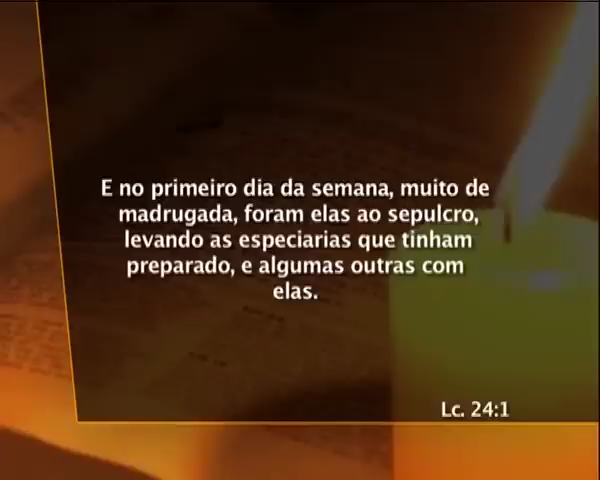 E no primeiro dia da semana, muito de
madrugada, foram elas ao sepulcro,
levando as especiarias que tinham
preparado, e algumas outras com
elas.
Lc. 24:1